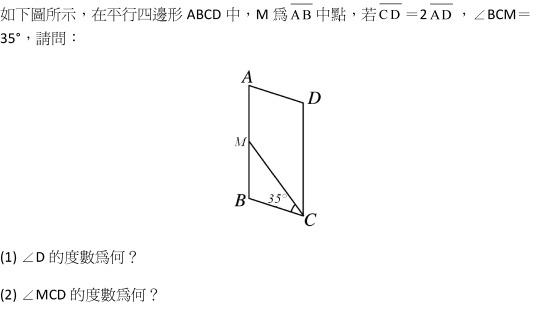 如下圖所示，在平行四邊形 ABCD 中，M 為 AB 中點，若 CD ＝2 AD ，∠BCM＝
35°，請問：
A
D
M
B
35°
C
(1) ∠D 的度數為何？
(2) ∠MCD 的度數為何？